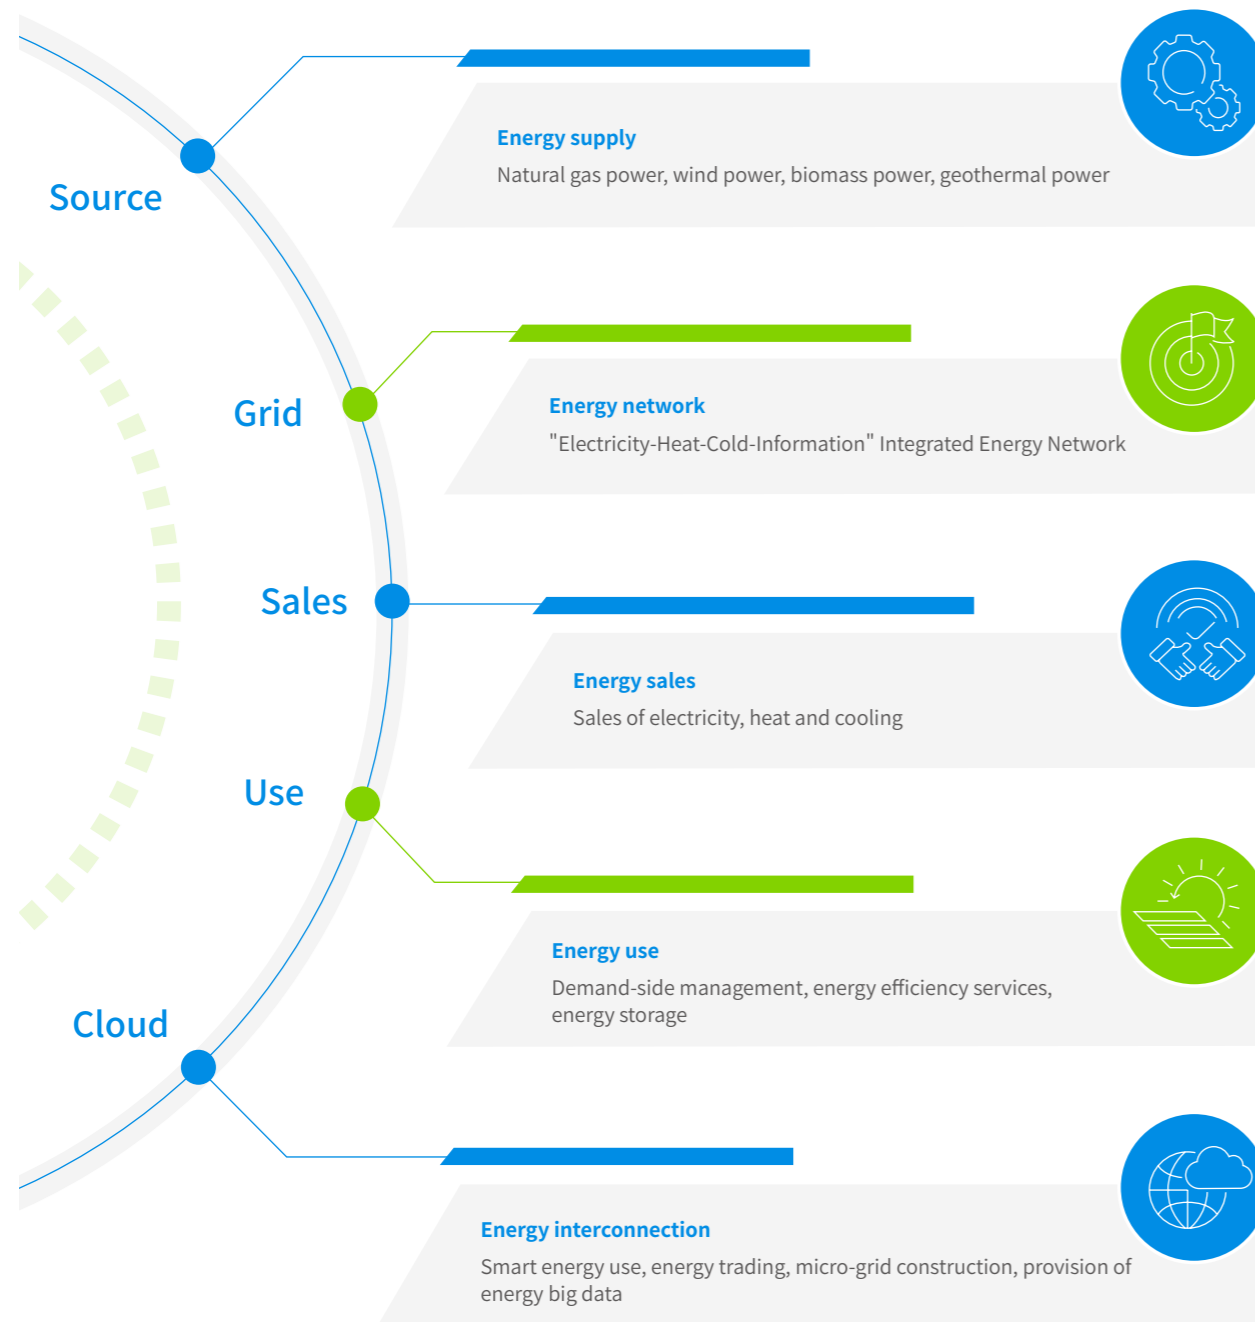 Source
Energy supply
Natural gas power, wind power, biomass power, geothermal power
Grid
Energy network
"Electricity-Heat-Cold-Information" Integrated Energy Network
Sales
Energy sales
Sales of electricity, heat and cooling
Use
Energy use
Demand-side management, energy efficiency services,
energy storage
Cloud
Energy interconnection
Smart energy use, energy trading, micro-grid construction, provision of
energy big data